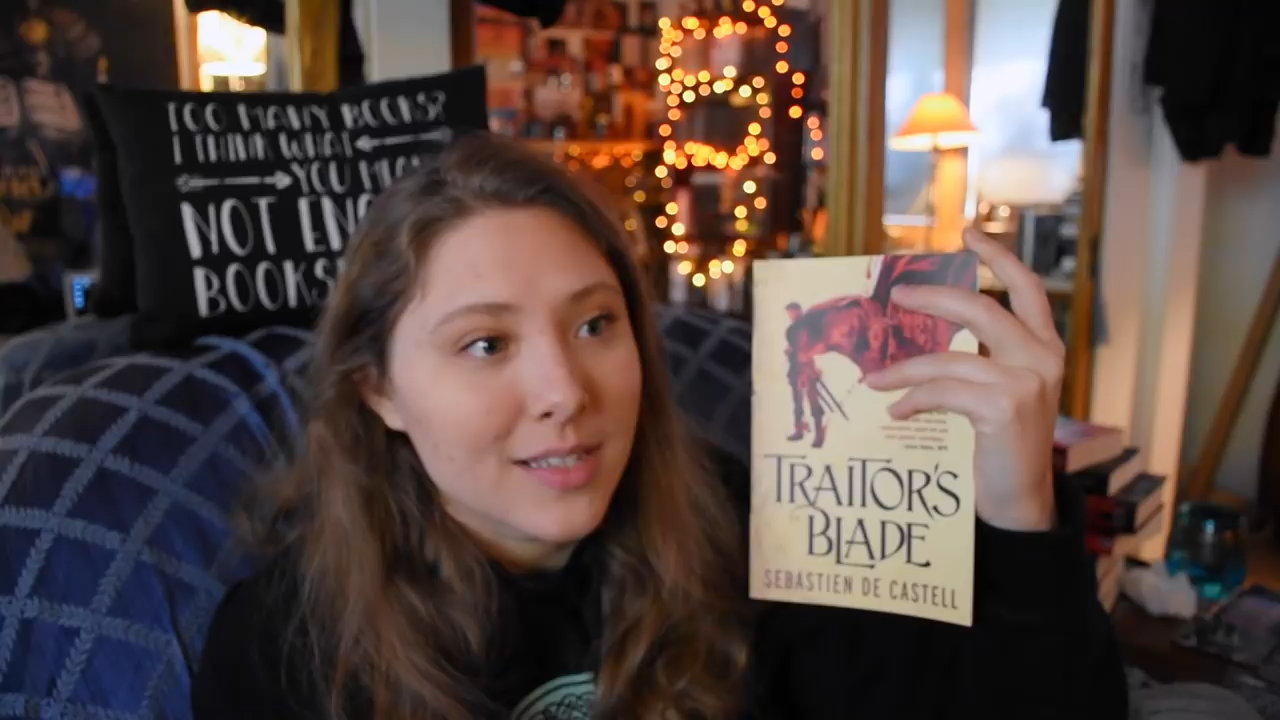 TOO MANY BOOKS?
I THINK WHAT
YOU
NOT
BOOKS
TRAITOR'S
BLADE
SEBASTIEN DE CASTELL